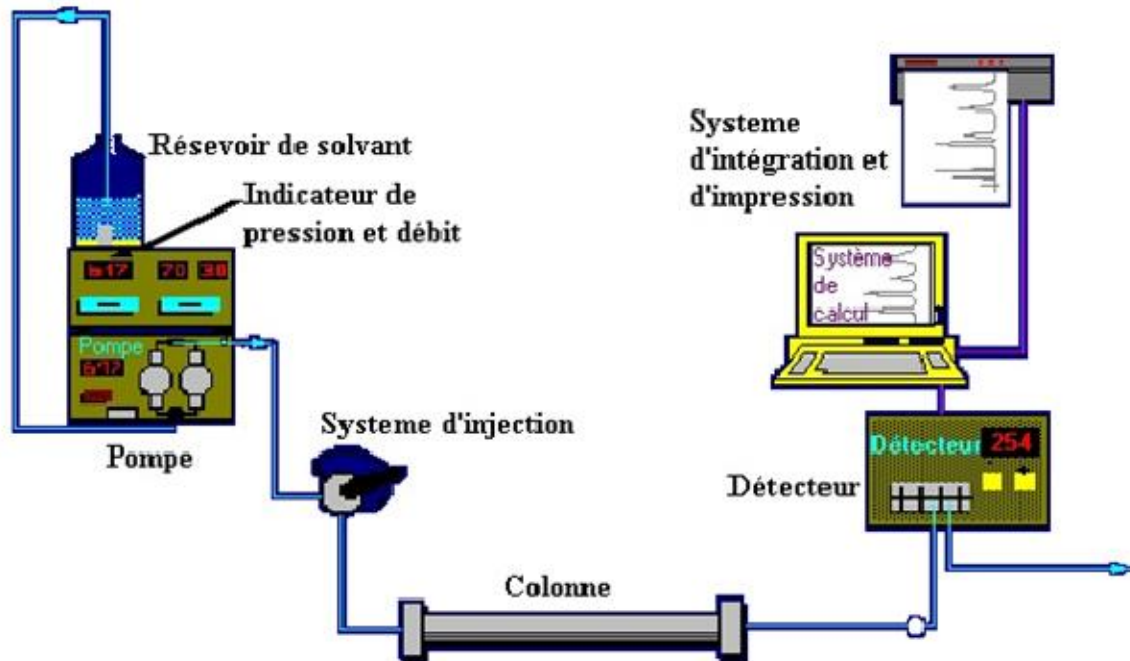 Résevoir de solvant
Indicateur de
pression et débit
70
Pompe
Pompe
Systeme d'injection
Colonne
Systeme
d'intégration et
d'impression
Système
de
calcul
Détecteur
254
Détecteur